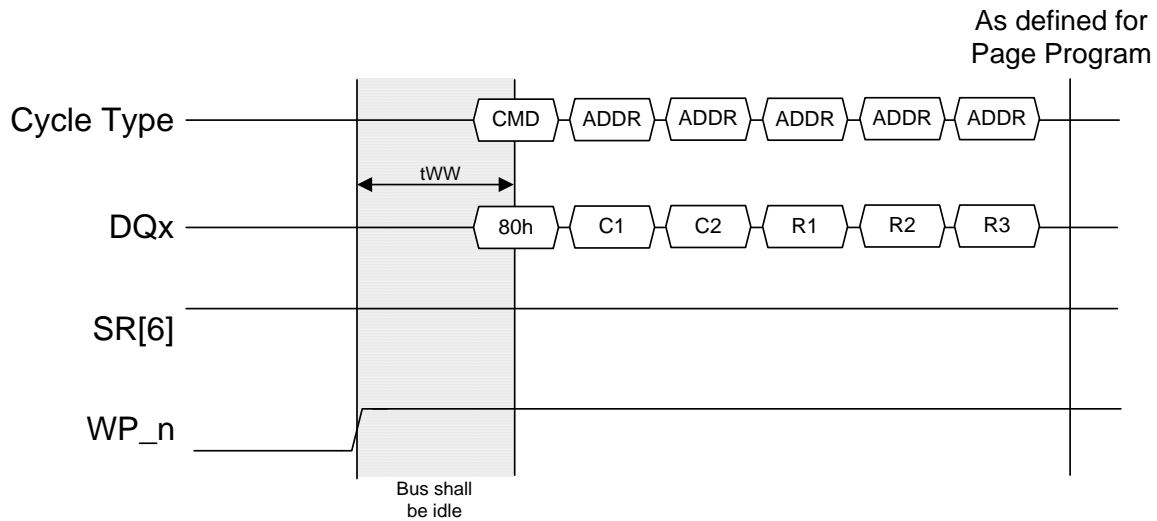 As defined for
Page Program
Cycle Type CMD ADDR ADDR ADDR ADDR ADDR
tWW
DQx 80h C1 C2 R1 R2 R3
SR[6]
WP_n
Bus shall
be idle